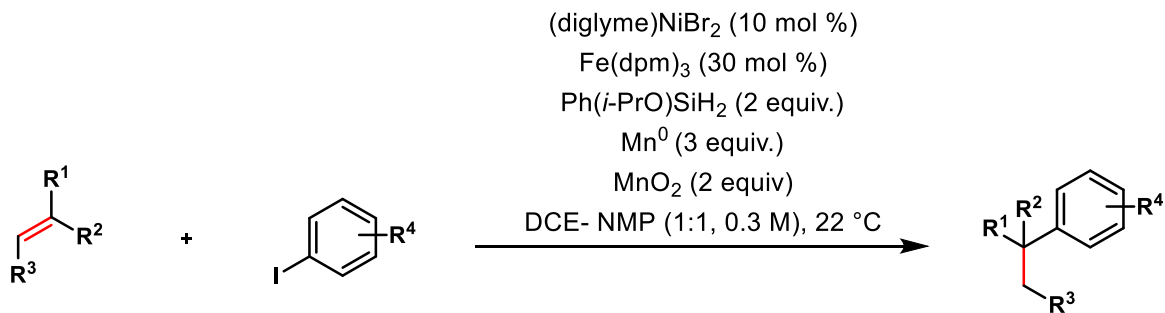 (diglyme)NiBr₂ (10 mol %)
Fe(dpm)₃ (30 mol %)
Ph(i-PrO)SiH₂ (2 equiv.)
Mn⁰ (3 equiv.)
MnO₂ (2 equiv)
DCE- NMP (1:1, 0.3 M), 22 °C
R¹
R²
R³
+
I
R⁴
R¹
R²
R⁴
R³